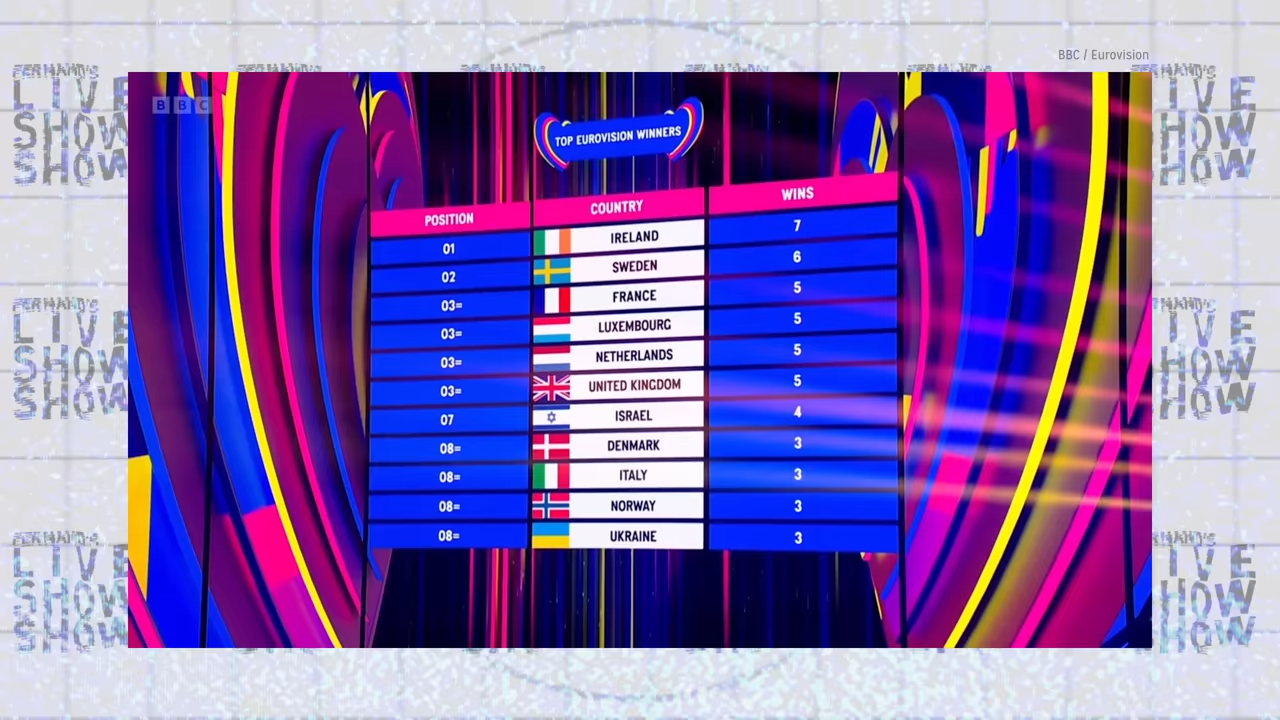 BBC / Eurovision
BBC
TOP EUROVISION WINNERS
POSITION COUNTRY WINS
01 IRELAND 7
02 SWEDEN 6
03= FRANCE 5
03= LUXEMBOURG 5
03= NETHERLANDS 5
03= UNITED KINGDOM 5
07 ISRAEL 4
08= DENMARK 3
08= ITALY 3
08= NORWAY 3
08= UKRAINE 3
LIVE
SHOW
SHOW
LIVE
SHOW
SHOW
LIVE
SHOW
SHOW
LIVE
SHOW
SHOW
LIVE
SHOW
SHOW
LIVE
SHOW
SHOW